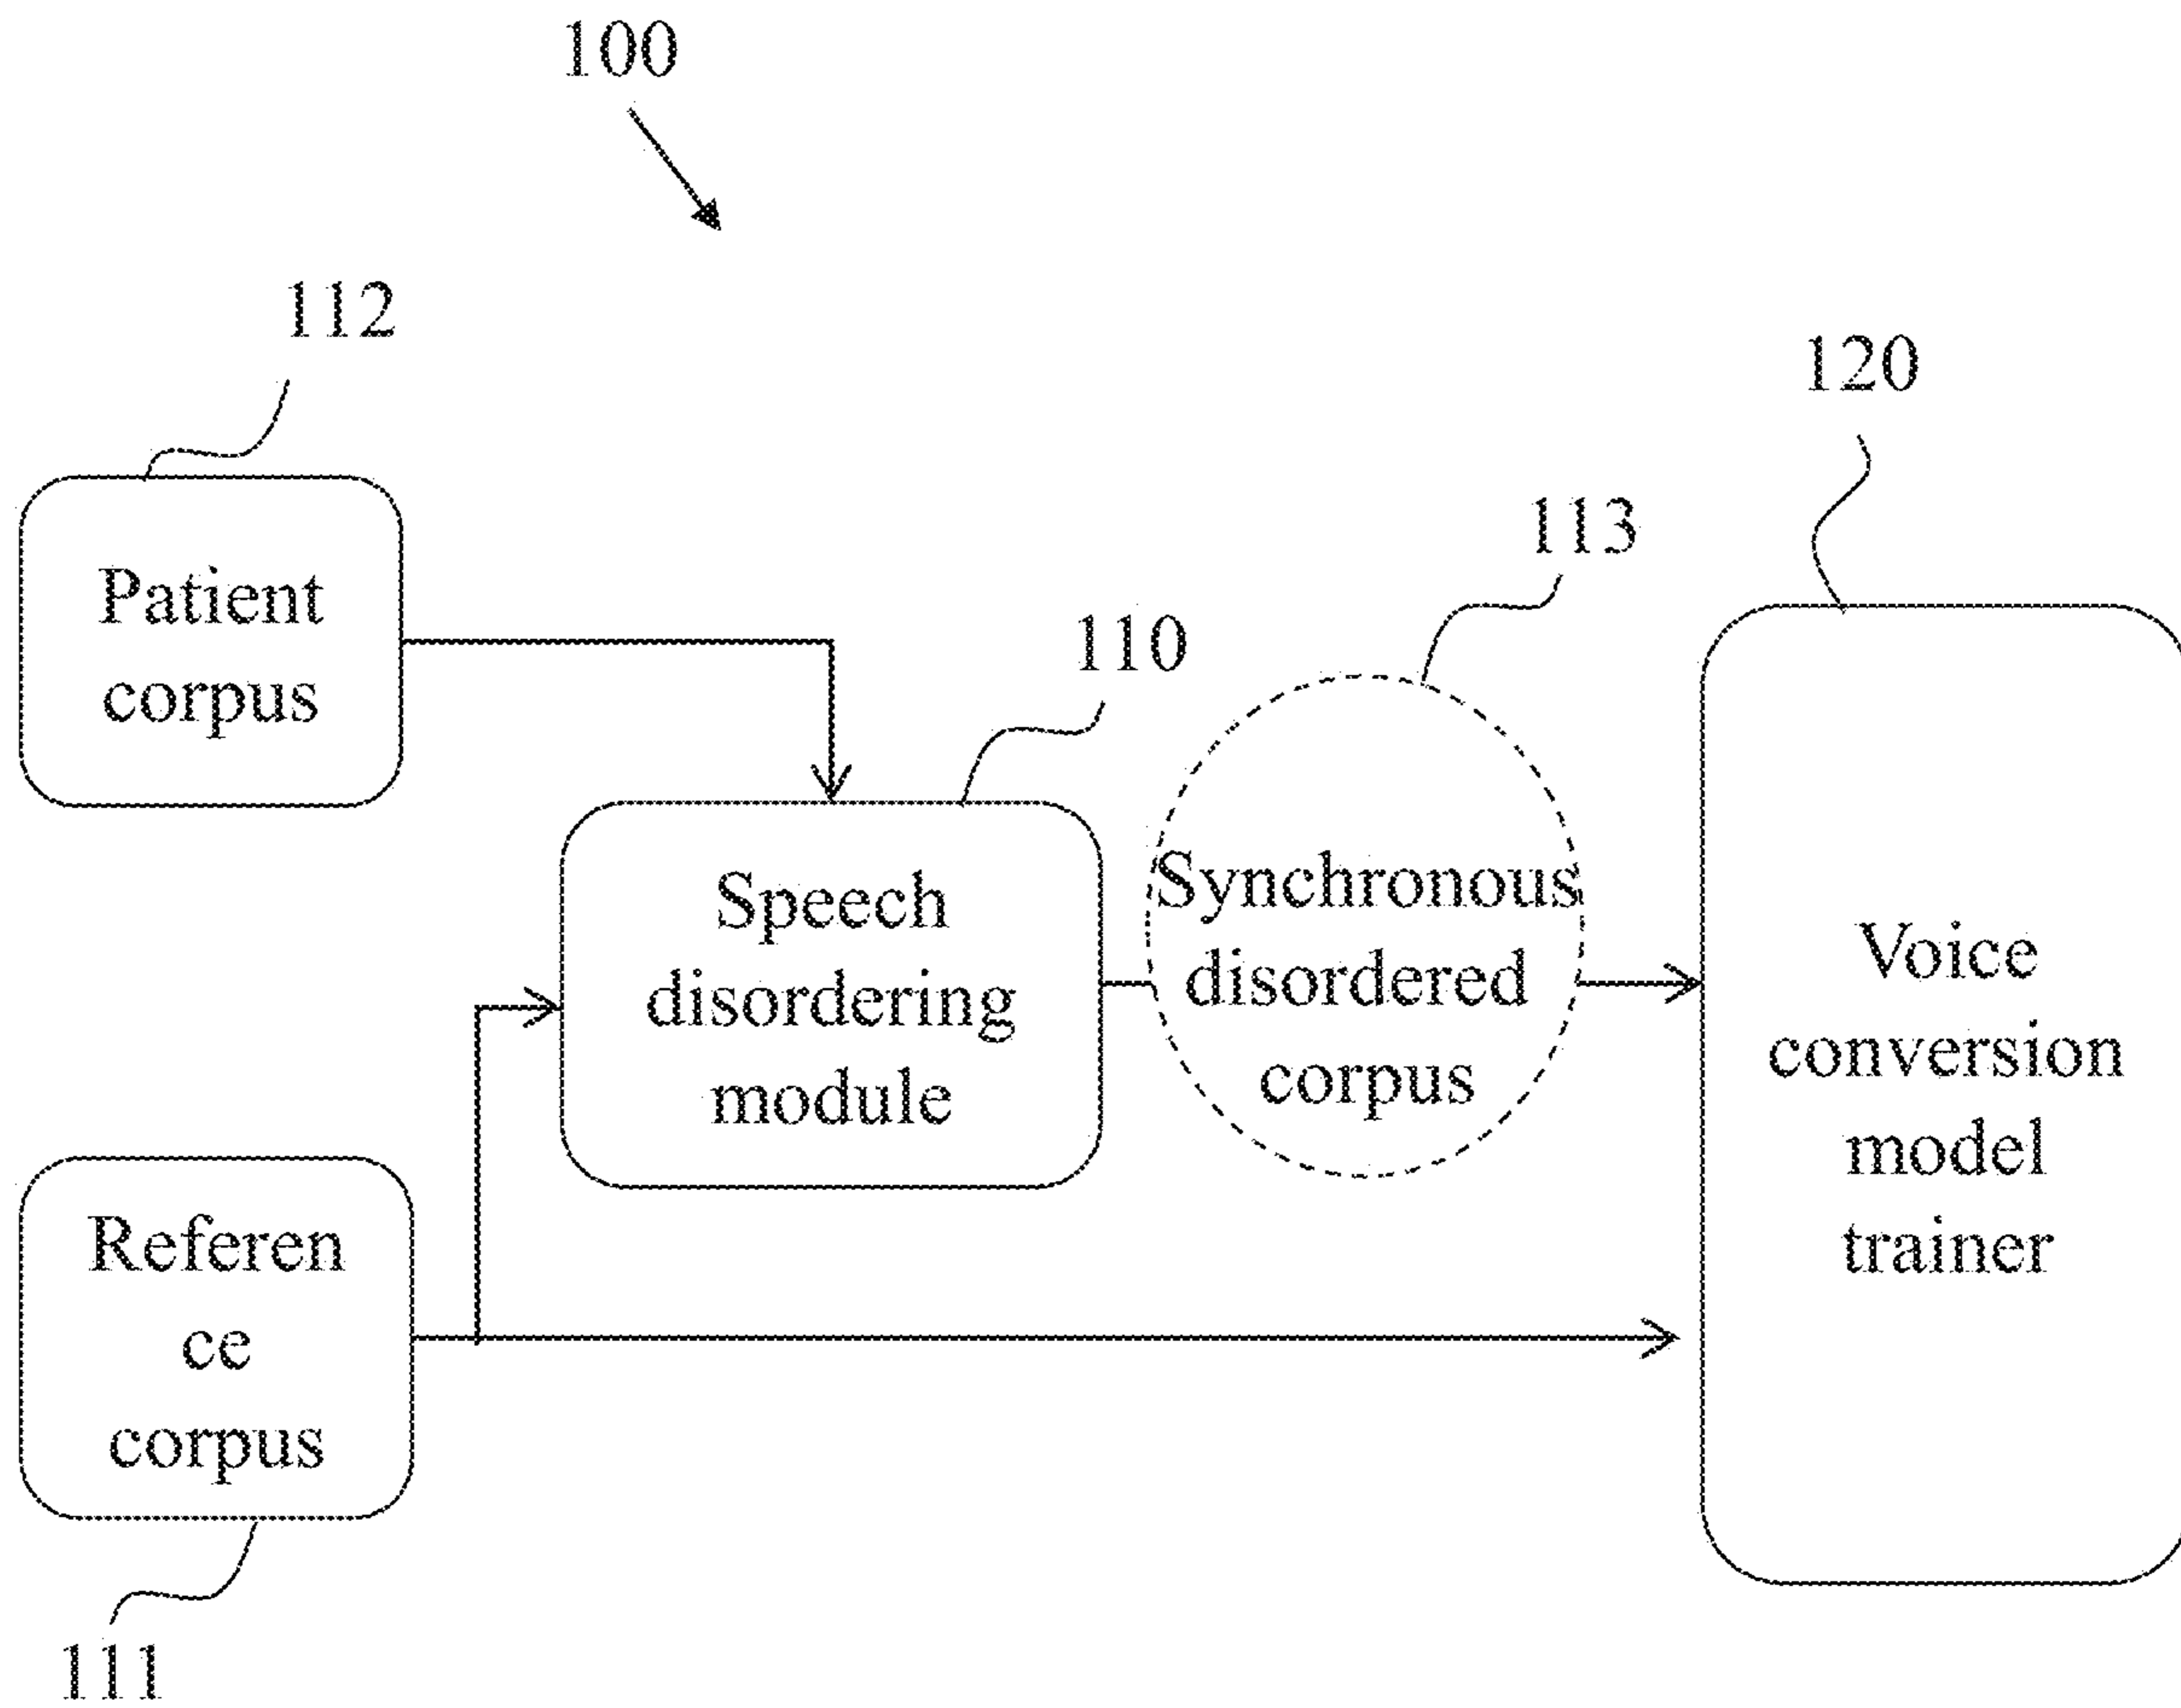 100
112
120
113
Patient
corpus
110
Synchronous
disordered
corpus
Speech
disordering
module
Voice
conversion
model
trainer
Referen
ce
corpus
111